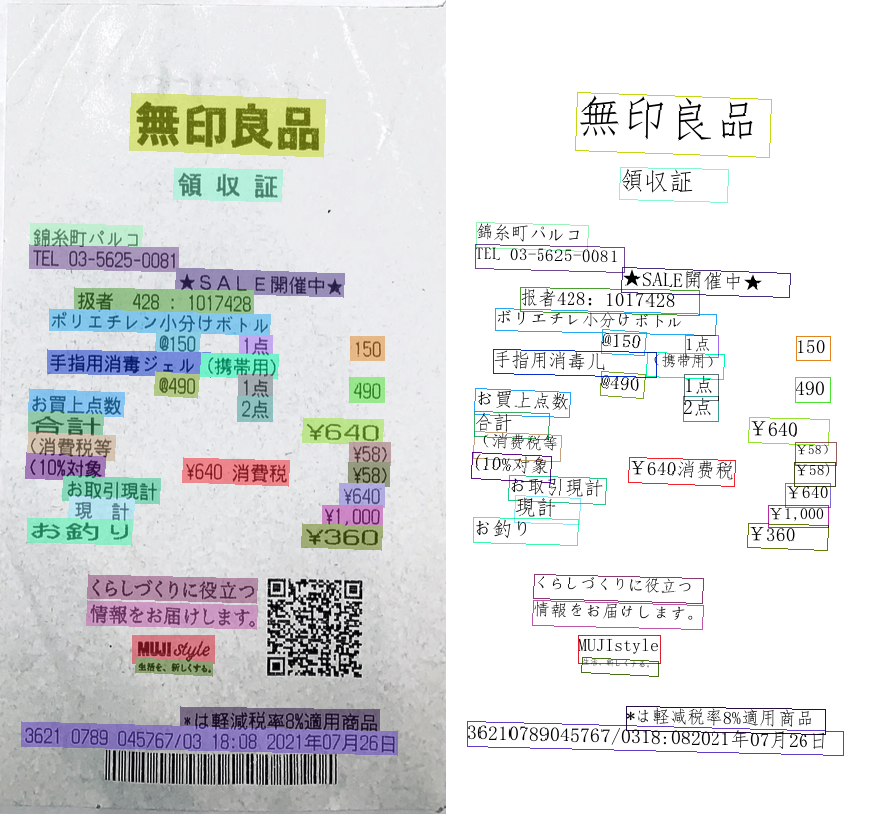 無印良品
領収証
錦糸町パルコ
TEL 03-5625-0081
★SALE開催中★
扱者 428 : 1017428
ポリエチレン小分けボトル
@150 1点 150
手指用消毒ジェル(携帯用)
@490 1点 490
お買上点数 2点
合計 ¥640
(消費税等 ¥58)
(10%対象 ¥640 消費税 ¥58)
お取引現計 ¥640
現 計 ¥1,000
お釣り ¥360
くらしづくりに役立つ
情報をお届けします。
MUJI style
生活を、新しくする。
*は軽減税率8%適用商品
3621 0789 045767/03 18:08 2021年07月26日
無印良品
領収証
錦糸町パルコ
TEL 03-5625-0081
★SALE開催中★
扱者428: 1017428
ポリエチレ小分けボトル
@150 1点 150
手指用消毒ル (携帯用)
@490 1点 490
お買上点数 2点
合計 ¥640
(消費税等 ¥58)
(10%対象 ¥640消費税 ¥58)
お取引現計 ¥640
現計 ¥1,000
お釣り ¥360
くらしづくりに役立つ
情報をお届けします。
MUJIstyle
*は軽減税率8%適用商品
36210789045767/0318:082021年07月26日